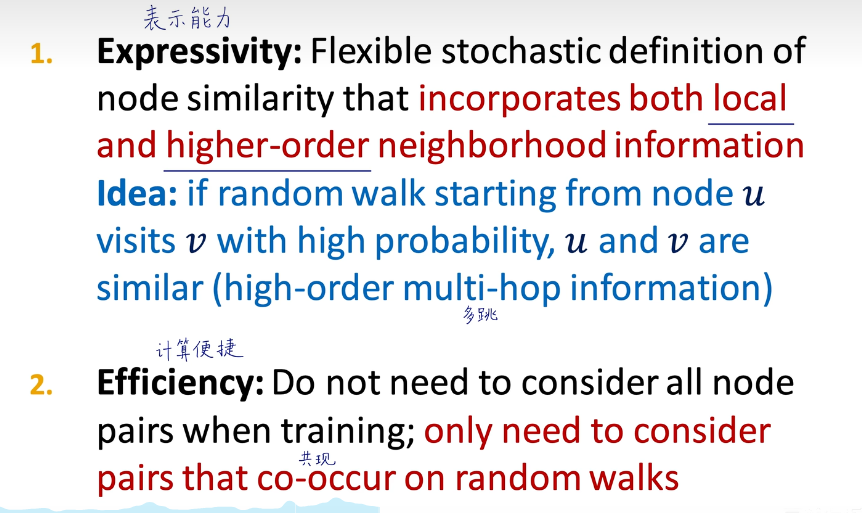 表示能力
1. Expressivity: Flexible stochastic definition of
node similarity that incorporates both local
and higher-order neighborhood information
Idea: if random walk starting from node u
visits v with high probability, u and v are
similar (high-order multi-hop information)
多跳
计算便捷
2. Efficiency: Do not need to consider all node
pairs when training; only need to consider
共现
pairs that co-occur on random walks